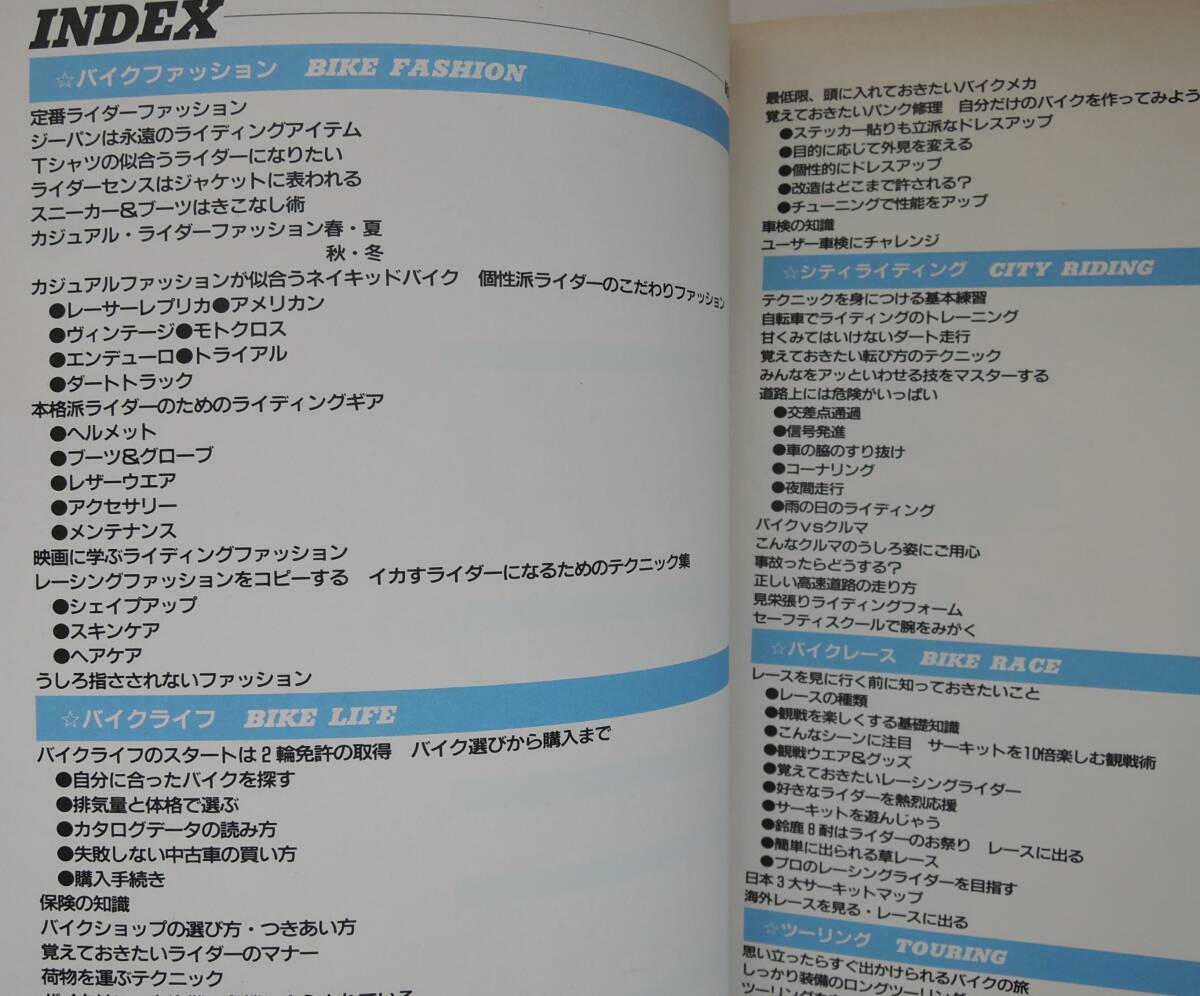 INDEX
☆バイクファッション BIKE FASHION
定番ライダーファッション
ジーパンは永遠のライディングアイテム
Tシャツの似合うライダーになりたい
ライダーセンスはジャケットに表われる
スニーカー&ブーツはきこなし術
カジュアル・ライダーファッション春・夏
秋・冬
カジュアルファッションが似合うネイキッドバイク 個性派ライダーのこだわりファッション
●レーサーレプリカ●アメリカン
●ヴィンテージ●モトクロス
●エンデューロ●トライアル
●ダートトラック
本格派ライダーのためのライディングギア
●ヘルメット
●ブーツ&グローブ
●レザーウエア
●アクセサリー
●メンテナンス
映画に学ぶライディングファッション
レーシングファッションをコピーする イカすライダーになるためのテクニック集
●シェイプアップ
●スキンケア
●ヘアケア
うしろ指さされないファッション
☆バイクライフ BIKE LIFE
バイクライフのスタートは2輪免許の取得 バイク選びから購入まで
●自分に合ったバイクを探す
●排気量と体格で選ぶ
●カタログデータの読み方
●失敗しない中古車の買い方
●購入手続き
保険の知識
バイクショップの選び方・つきあい方
覚えておきたいライダーのマナー
荷物を運ぶテクニック
最低限、頭に入れておきたいバイクメカ
覚えておきたいパンク修理 自分だけのバイクを作ってみよう
●ステッカー貼りも立派なドレスアップ
●目的に応じて外見を変える
●個性的にドレスアップ
●改造はどこまで許される?
●チューニングで性能をアップ
車検の知識
ユーザー車検にチャレンジ
☆シティライディング CITY RIDING
テクニックを身につける基本練習
自転車でライディングのトレーニング
甘くみてはいけないダート走行
覚えておきたい転び方のテクニック
みんなをアッといわせる技をマスターする
道路上には危険がいっぱい
●交差点通過
●信号発進
●車の脇のすり抜け
●コーナリング
●夜間走行
●雨の日のライディング
バイクvsクルマ
こんなクルマのうしろ姿にご用心
事故ったらどうする?
正しい高速道路の走り方
見栄張りライディングフォーム
セーフティスクールで腕をみがく
☆バイクレース BIKE RACE
レースを見に行く前に知っておきたいこと
●レースの種類
●観戦を楽しくする基礎知識
●こんなシーンに注目 サーキットを10倍楽しむ観戦術
●観戦ウエア&グッズ
●覚えておきたいレーシングライダー
●好きなライダーを熱烈応援
●サーキットを遊んじゃう
●鈴鹿8耐はライダーのお祭り レースに出る
●簡単に出られる草レース
●プロのレーシングライダーを目指す
日本3大サーキットマップ
海外レースを見る・レースに出る
☆ツーリング TOURING
思い立ったらすぐ出かけられるバイクの旅
しっかり装備のロングツーリング